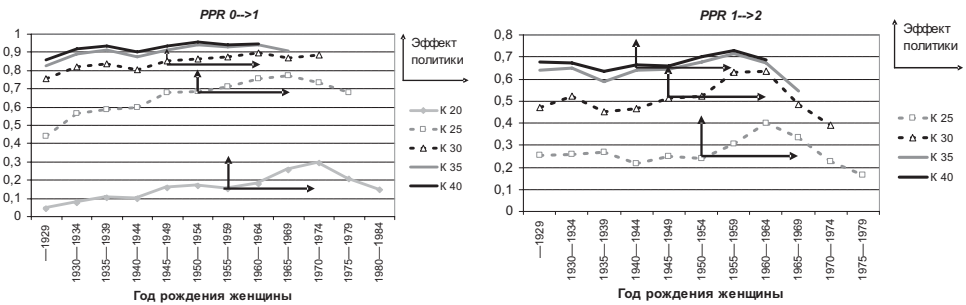 PPR 0-->1
1
0,9
0,8
0,7
0,6
0,5
0,4
0,3
0,2
0,1
0
—1929
1930—1934
1935—1939
1940—1944
1945—1949
1950—1954
1955—1959
1960—1964
1965—1969
1970—1974
1975—1979
1980—1984
Год рождения женщины
Эффект
политики
К 20
К 25
К 30
К 35
К 40
PPR 1-->2
0,8
0,7
0,6
0,5
0,4
0,3
0,2
0,1
0
—1929
1930—1934
1935—1939
1940—1944
1945—1949
1950—1954
1955—1959
1960—1964
1965—1969
1970—1974
1975—1979
Год рождения женщины
Эффект
политики
К 25
К 30
К 35
К 40